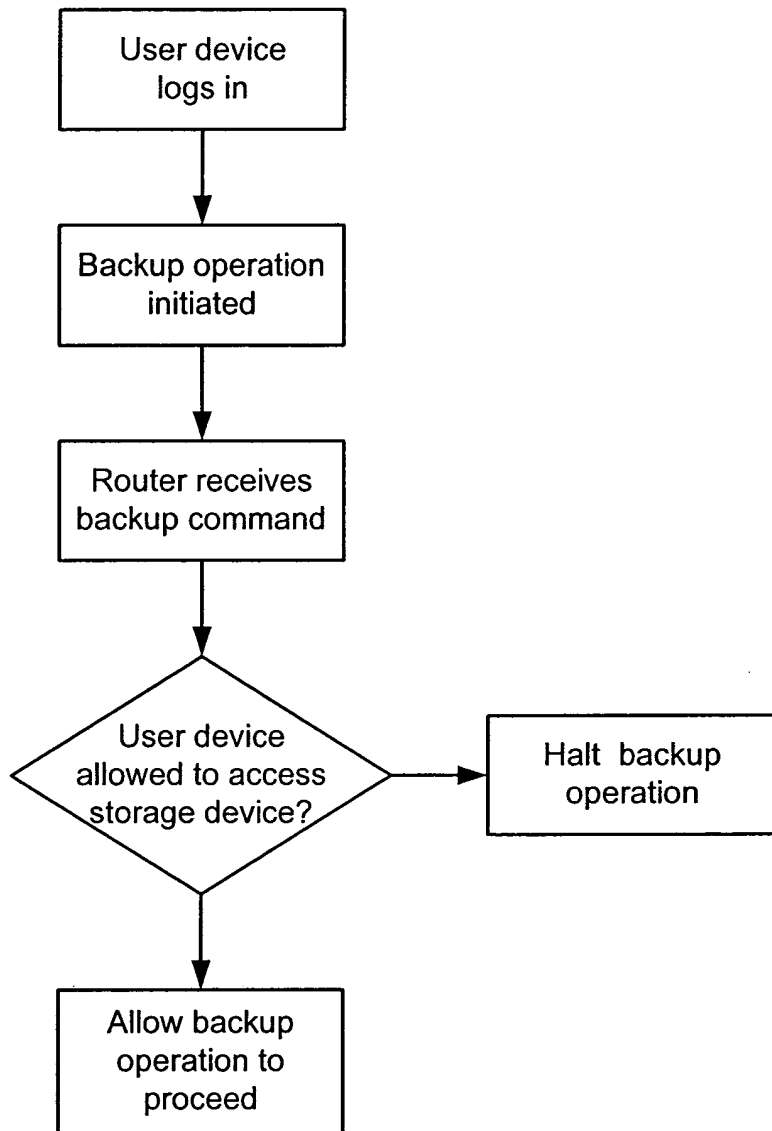 User device
logs in
Backup operation
initiated
Router receives
backup command
User device
allowed to access
storage device?
Halt backup
operation
Allow backup
operation to
proceed